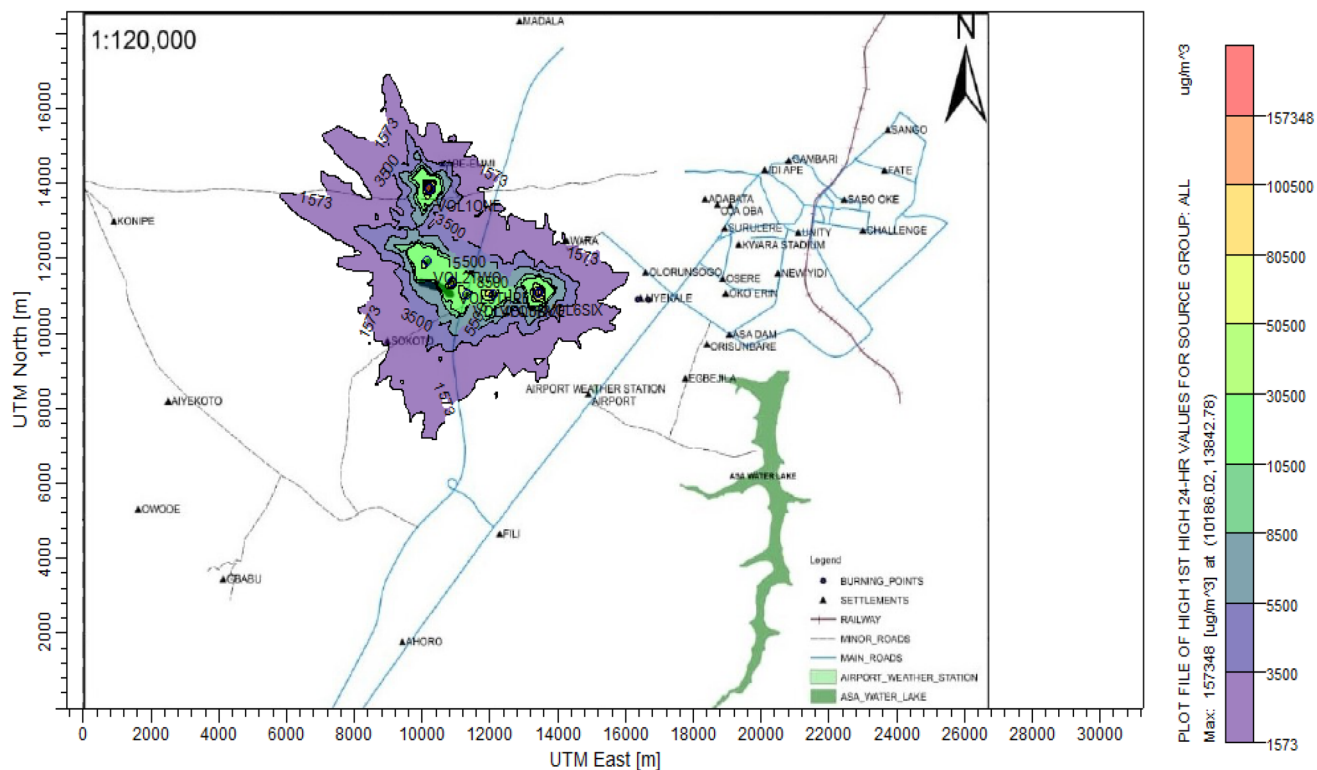 1:120,000
N
MADALA
SANGO
GAMBARI
IDI APE
FATE
ADABATA
OJA OBA
SABO OKE
SURULERE
UNITY
CHALLENGE
KWARA STADIUM
WARA
KONIPE
OLORUNSOGO
OSERE
NEW YIDI
OKO ERIN
ASA DAM
ORISUNBARE
EGBEJILA
SOKOTO
AIRPORT WEATHER STATION
AIRPORT
AIYEKOTO
ASA WATER LAKE
OWODE
FILI
GBABU
AHORO
1573
3500
1573
1573
VOL1ONE
3500
1573
15500
VOL2TWO
3500
1573
1573
Legend
BURNING_POINTS
SETTLEMENTS
RAILWAY
MINOR_ROADS
MAIN_ROADS
AIRPORT_WEATHER_STATION
ASA_WATER_LAKE
UTM North [m]
16000
14000
12000
10000
8000
6000
4000
2000
0 2000 4000 6000 8000 10000 12000 14000 16000 18000 20000 22000 24000 26000 28000 30000
UTM East [m]
PLOT FILE OF HIGH 1ST HIGH 24-HR VALUES FOR SOURCE GROUP: ALL ug/m^3
Max: 157348 [ug/m^3] at (10186.02, 13842.78)
157348
100500
80500
50500
30500
10500
8500
5500
3500
1573